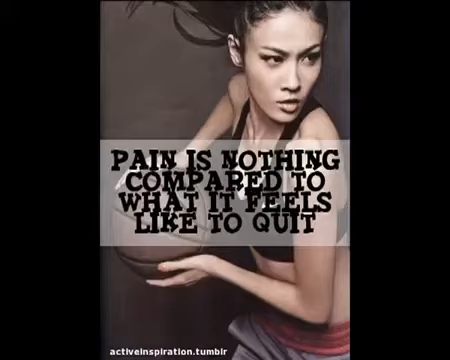 PAIN IS NOTHING
COMPARED TO
WHAT IT FEELS
LIKE TO QUIT
activeinspiration.tumblr